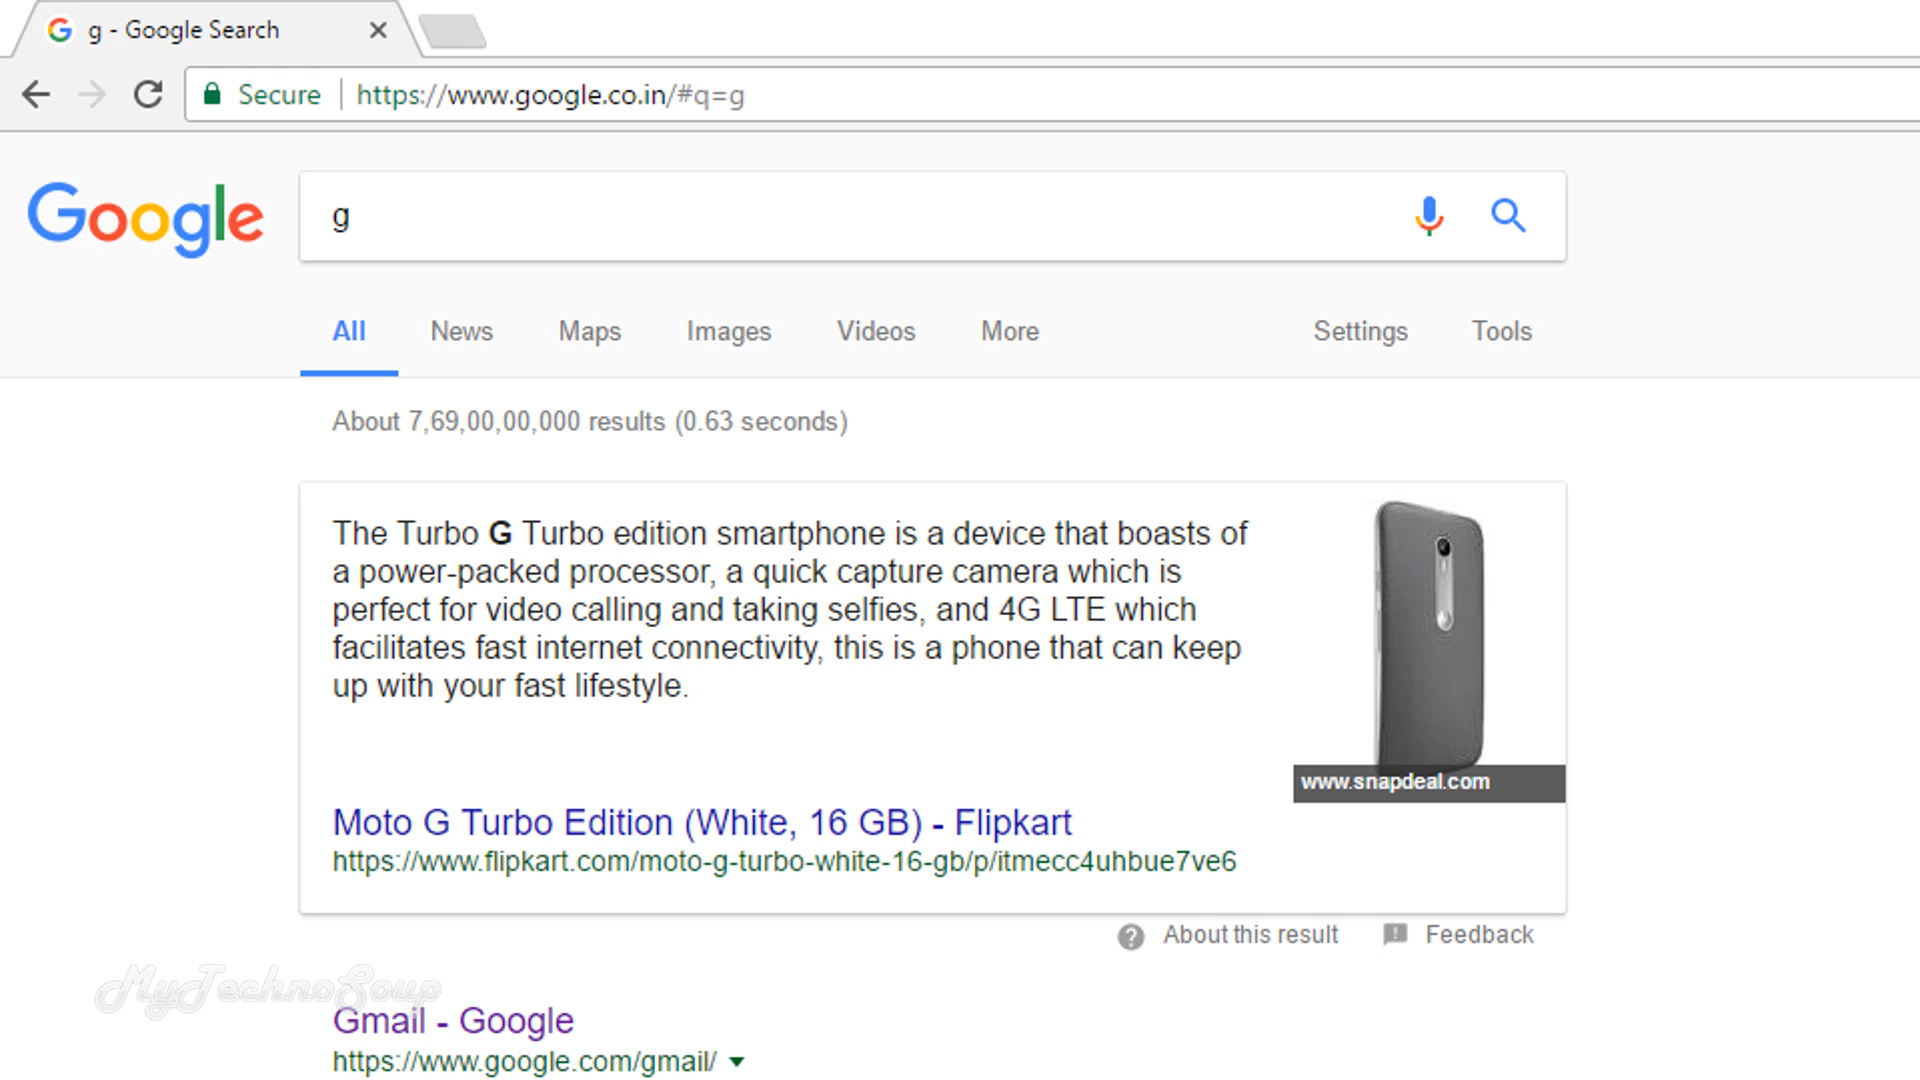 g - Google Search
Secure https://www.google.co.in/#q=g
Google g
All News Maps Images Videos More Settings Tools
About 7,69,00,00,000 results (0.63 seconds)
The Turbo G Turbo edition smartphone is a device that boasts of
a power-packed processor, a quick capture camera which is
perfect for video calling and taking selfies, and 4G LTE which
facilitates fast internet connectivity, this is a phone that can keep
up with your fast lifestyle.
www.snapdeal.com
Moto G Turbo Edition (White, 16 GB) - Flipkart
https://www.flipkart.com/moto-g-turbo-white-16-gb/p/itmecc4uhbue7ve6
About this result Feedback
MyTechnoSoup
Gmail - Google
https://www.google.com/gmail/